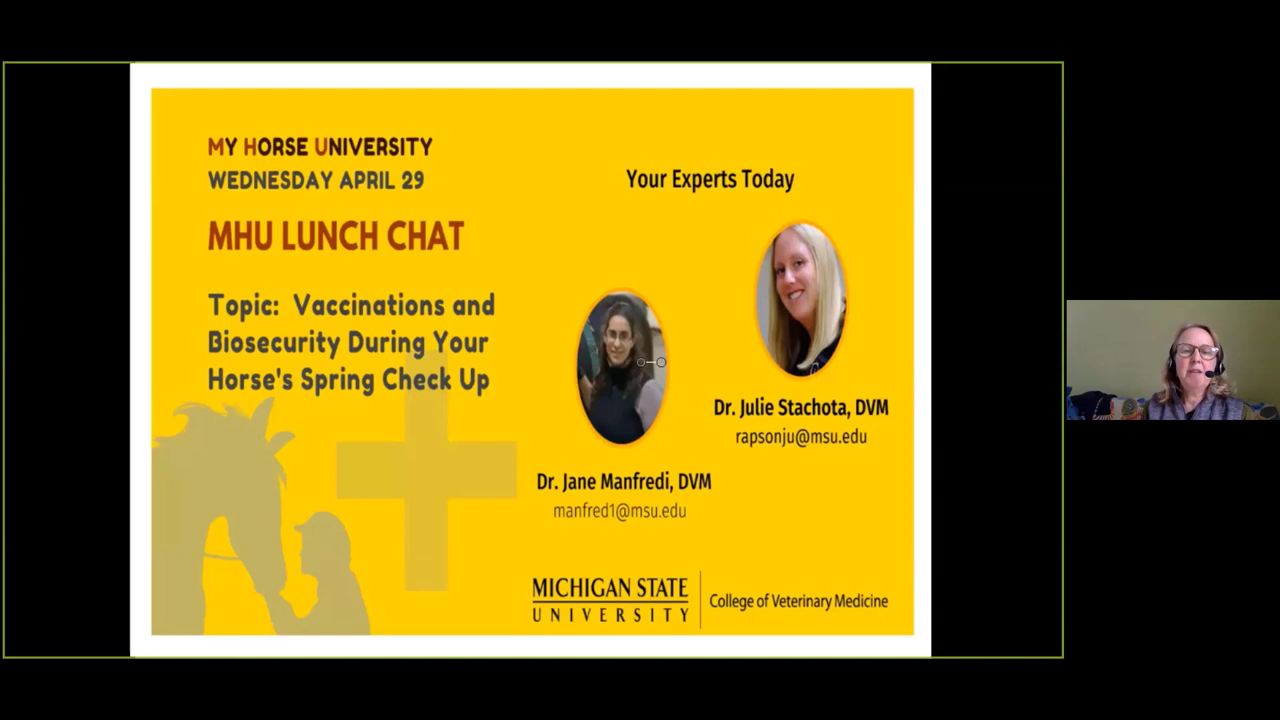 MY HORSE UNIVERSITY
WEDNESDAY APRIL 29
MHU LUNCH CHAT
Topic:  Vaccinations and
Biosecurity During Your
Horse's Spring Check Up
Your Experts Today
Dr. Julie Stachota, DVM
rapsonju@msu.edu
Dr. Jane Manfredi, DVM
manfred1@msu.edu
MICHIGAN STATE
UNIVERSITY
College of Veterinary Medicine